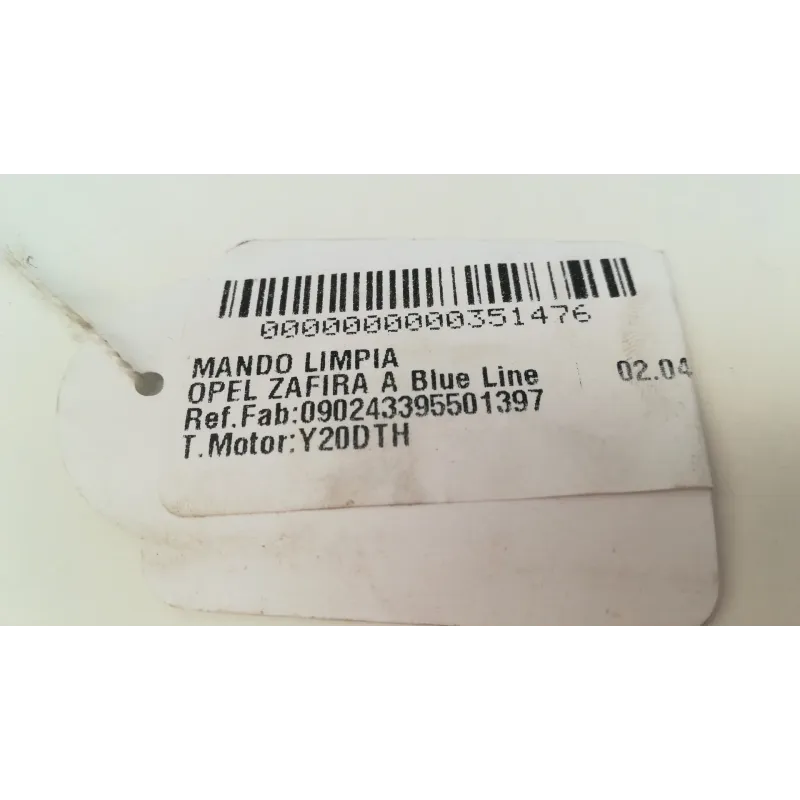 0000000000351476
MANDO LIMPIA
OPEL ZAFIRA A Blue Line 02.04
Ref.Fab:090243395501397
T.Motor:Y20DTH